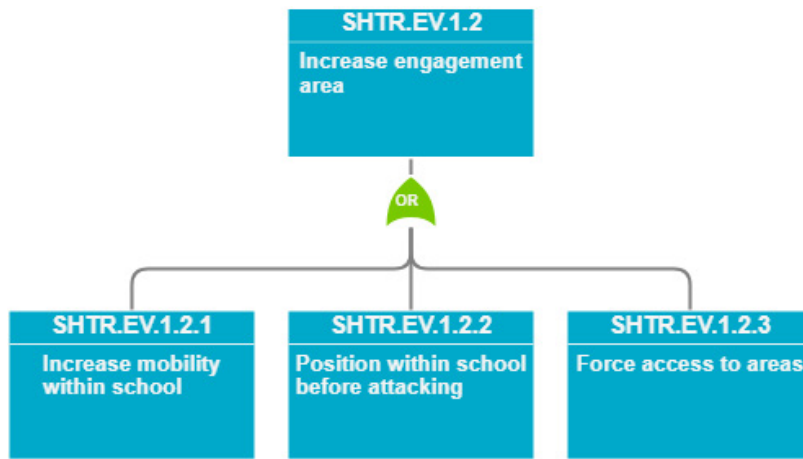 SHTR.EV.1.2
Increase engagement
area
OR
SHTR.EV.1.2.1
Increase mobility
within school
SHTR.EV.1.2.2
Position within school
before attacking
SHTR.EV.1.2.3
Force access to areas